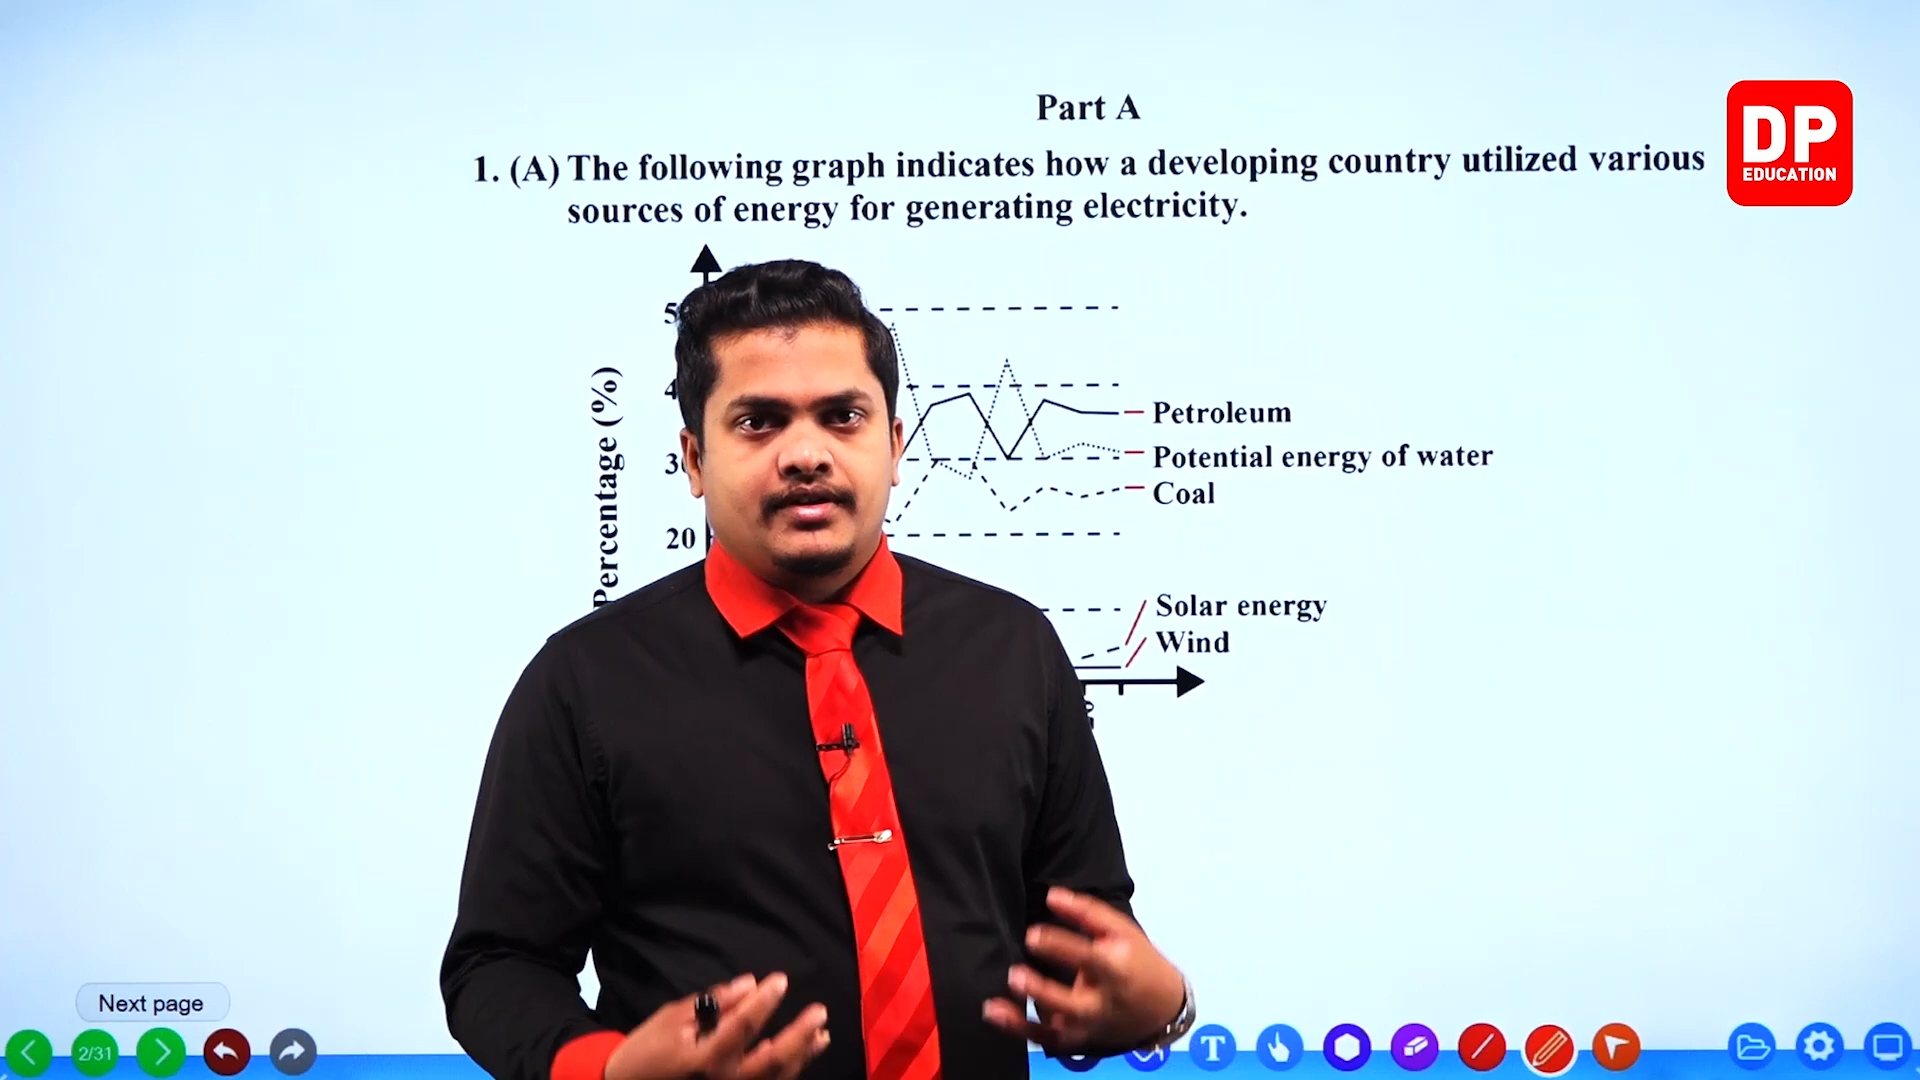 Part A
DP
EDUCATION
1. (A) The following graph indicates how a developing country utilized various
sources of energy for generating electricity.
Percentage (%)
20
Petroleum
Potential energy of water
Coal
Solar energy
Wind
Next page
2/31
T